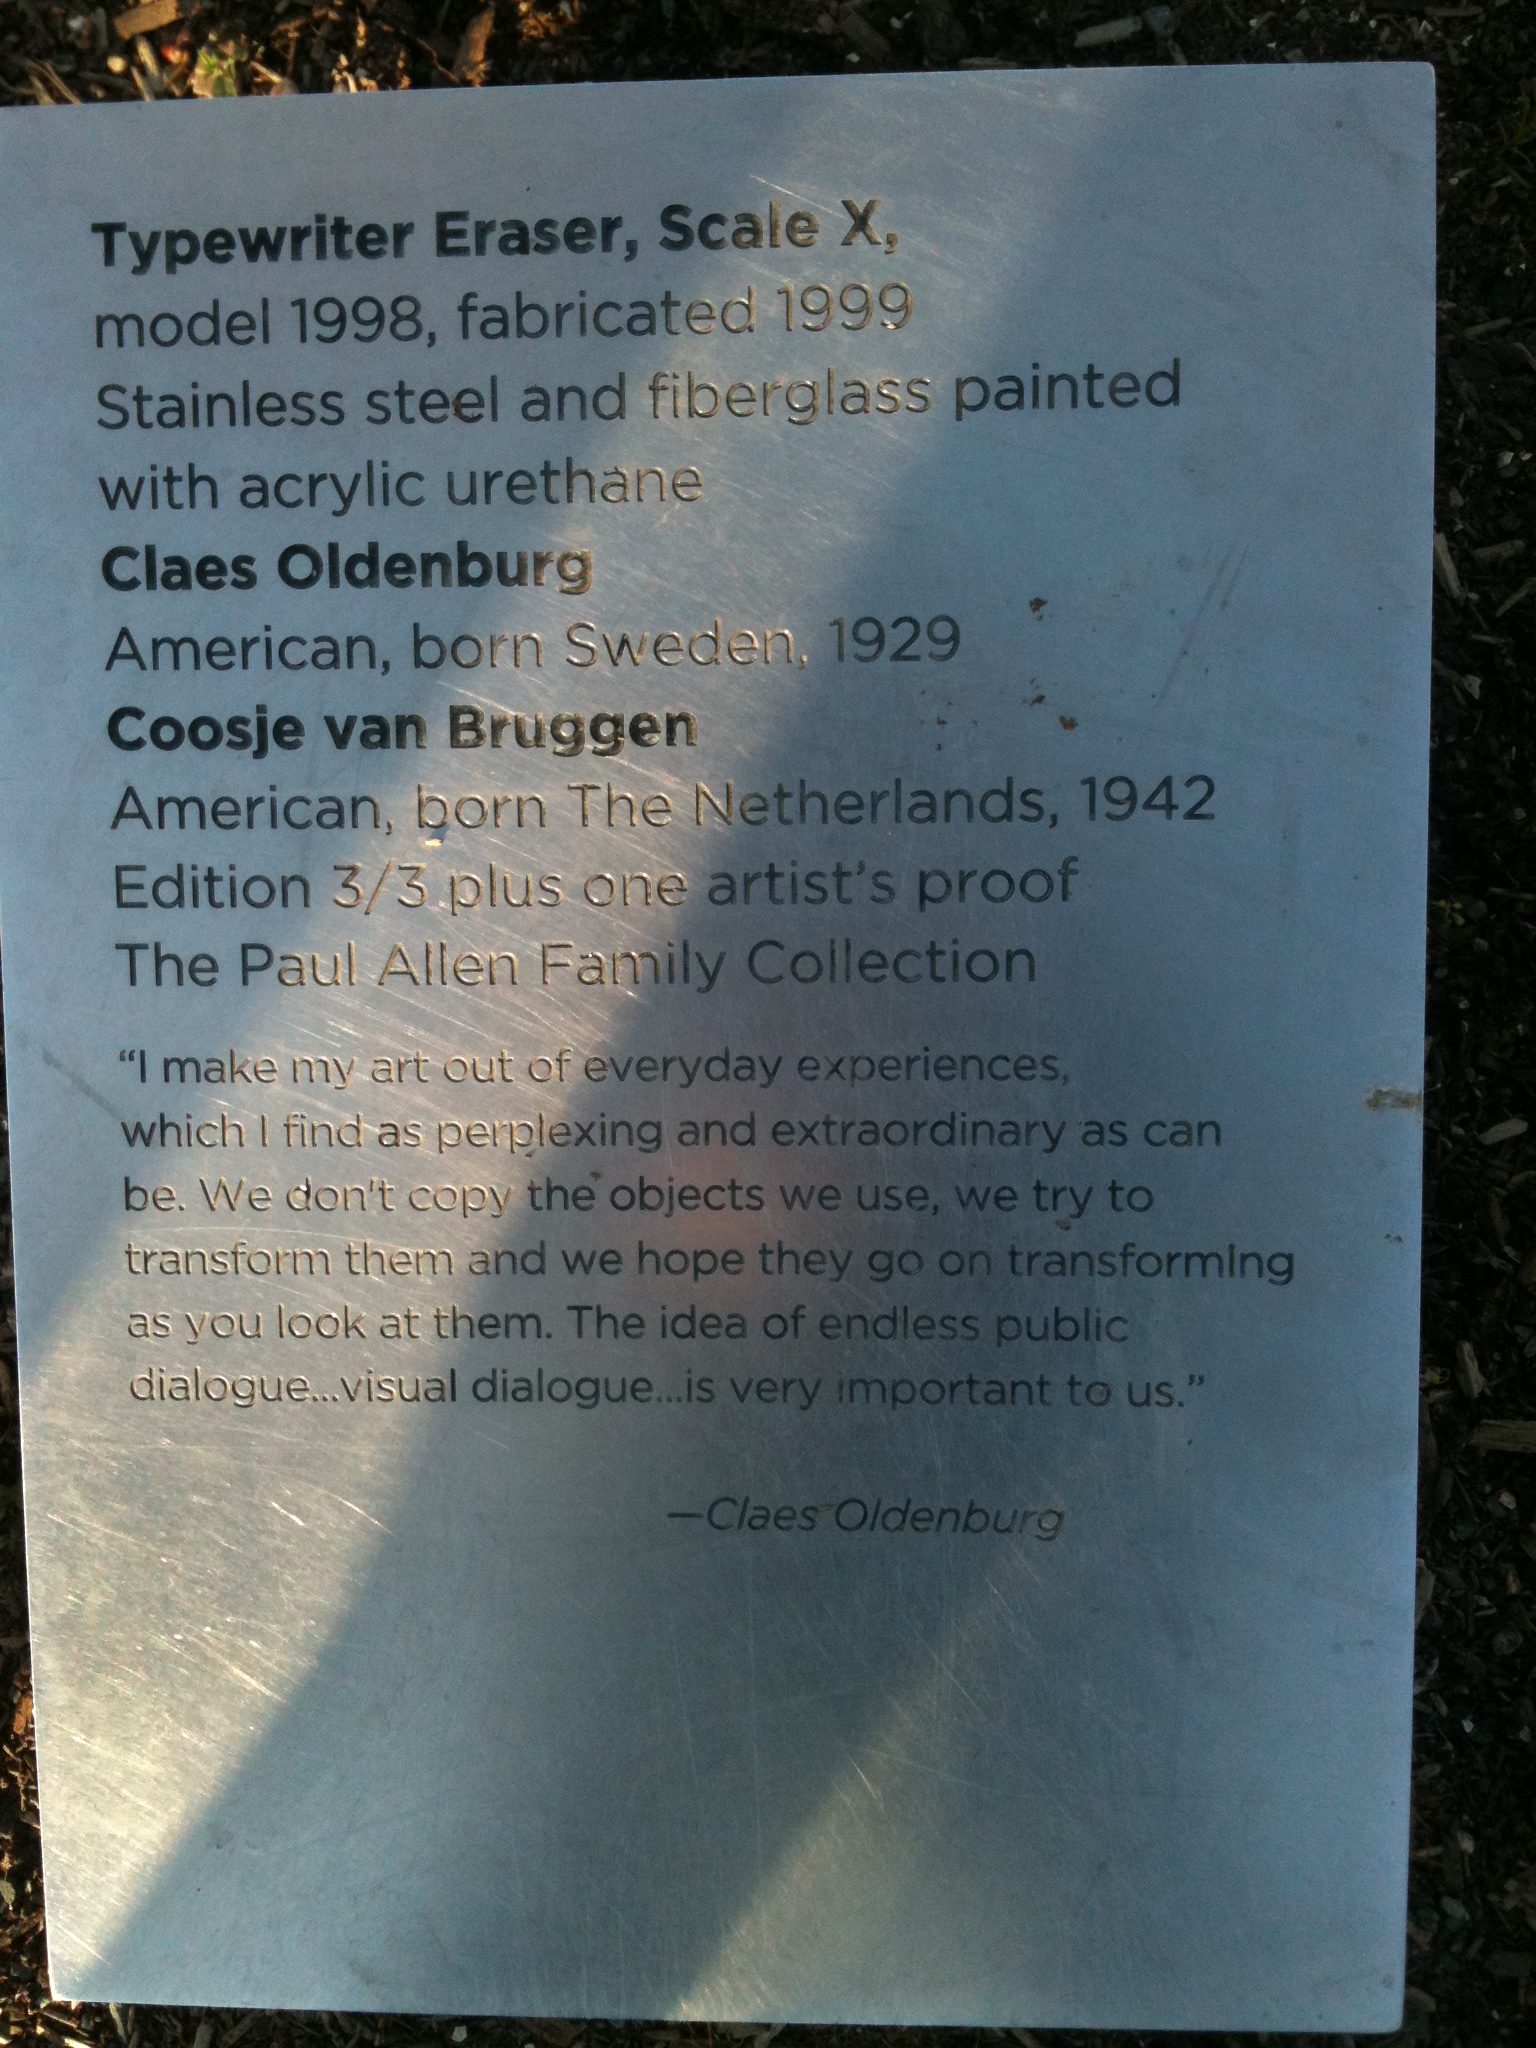 Typewriter Eraser, Scale X,
model 1998, fabricated 1999
Stainless steel and fiberglass painted
with acrylic urethane
Claes Oldenburg
American, born Sweden, 1929
Coosje van Bruggen
American, born The Netherlands, 1942
Edition 3/3 plus one artist’s proof
The Paul Allen Family Collection
“I make my art out of everyday experiences,
which I find as perplexing and extraordinary as can
be. We don't copy the objects we use, we try to
transform them and we hope they go on transforming
as you look at them. The idea of endless public
dialogue...visual dialogue...is very important to us.”
—Claes Oldenburg